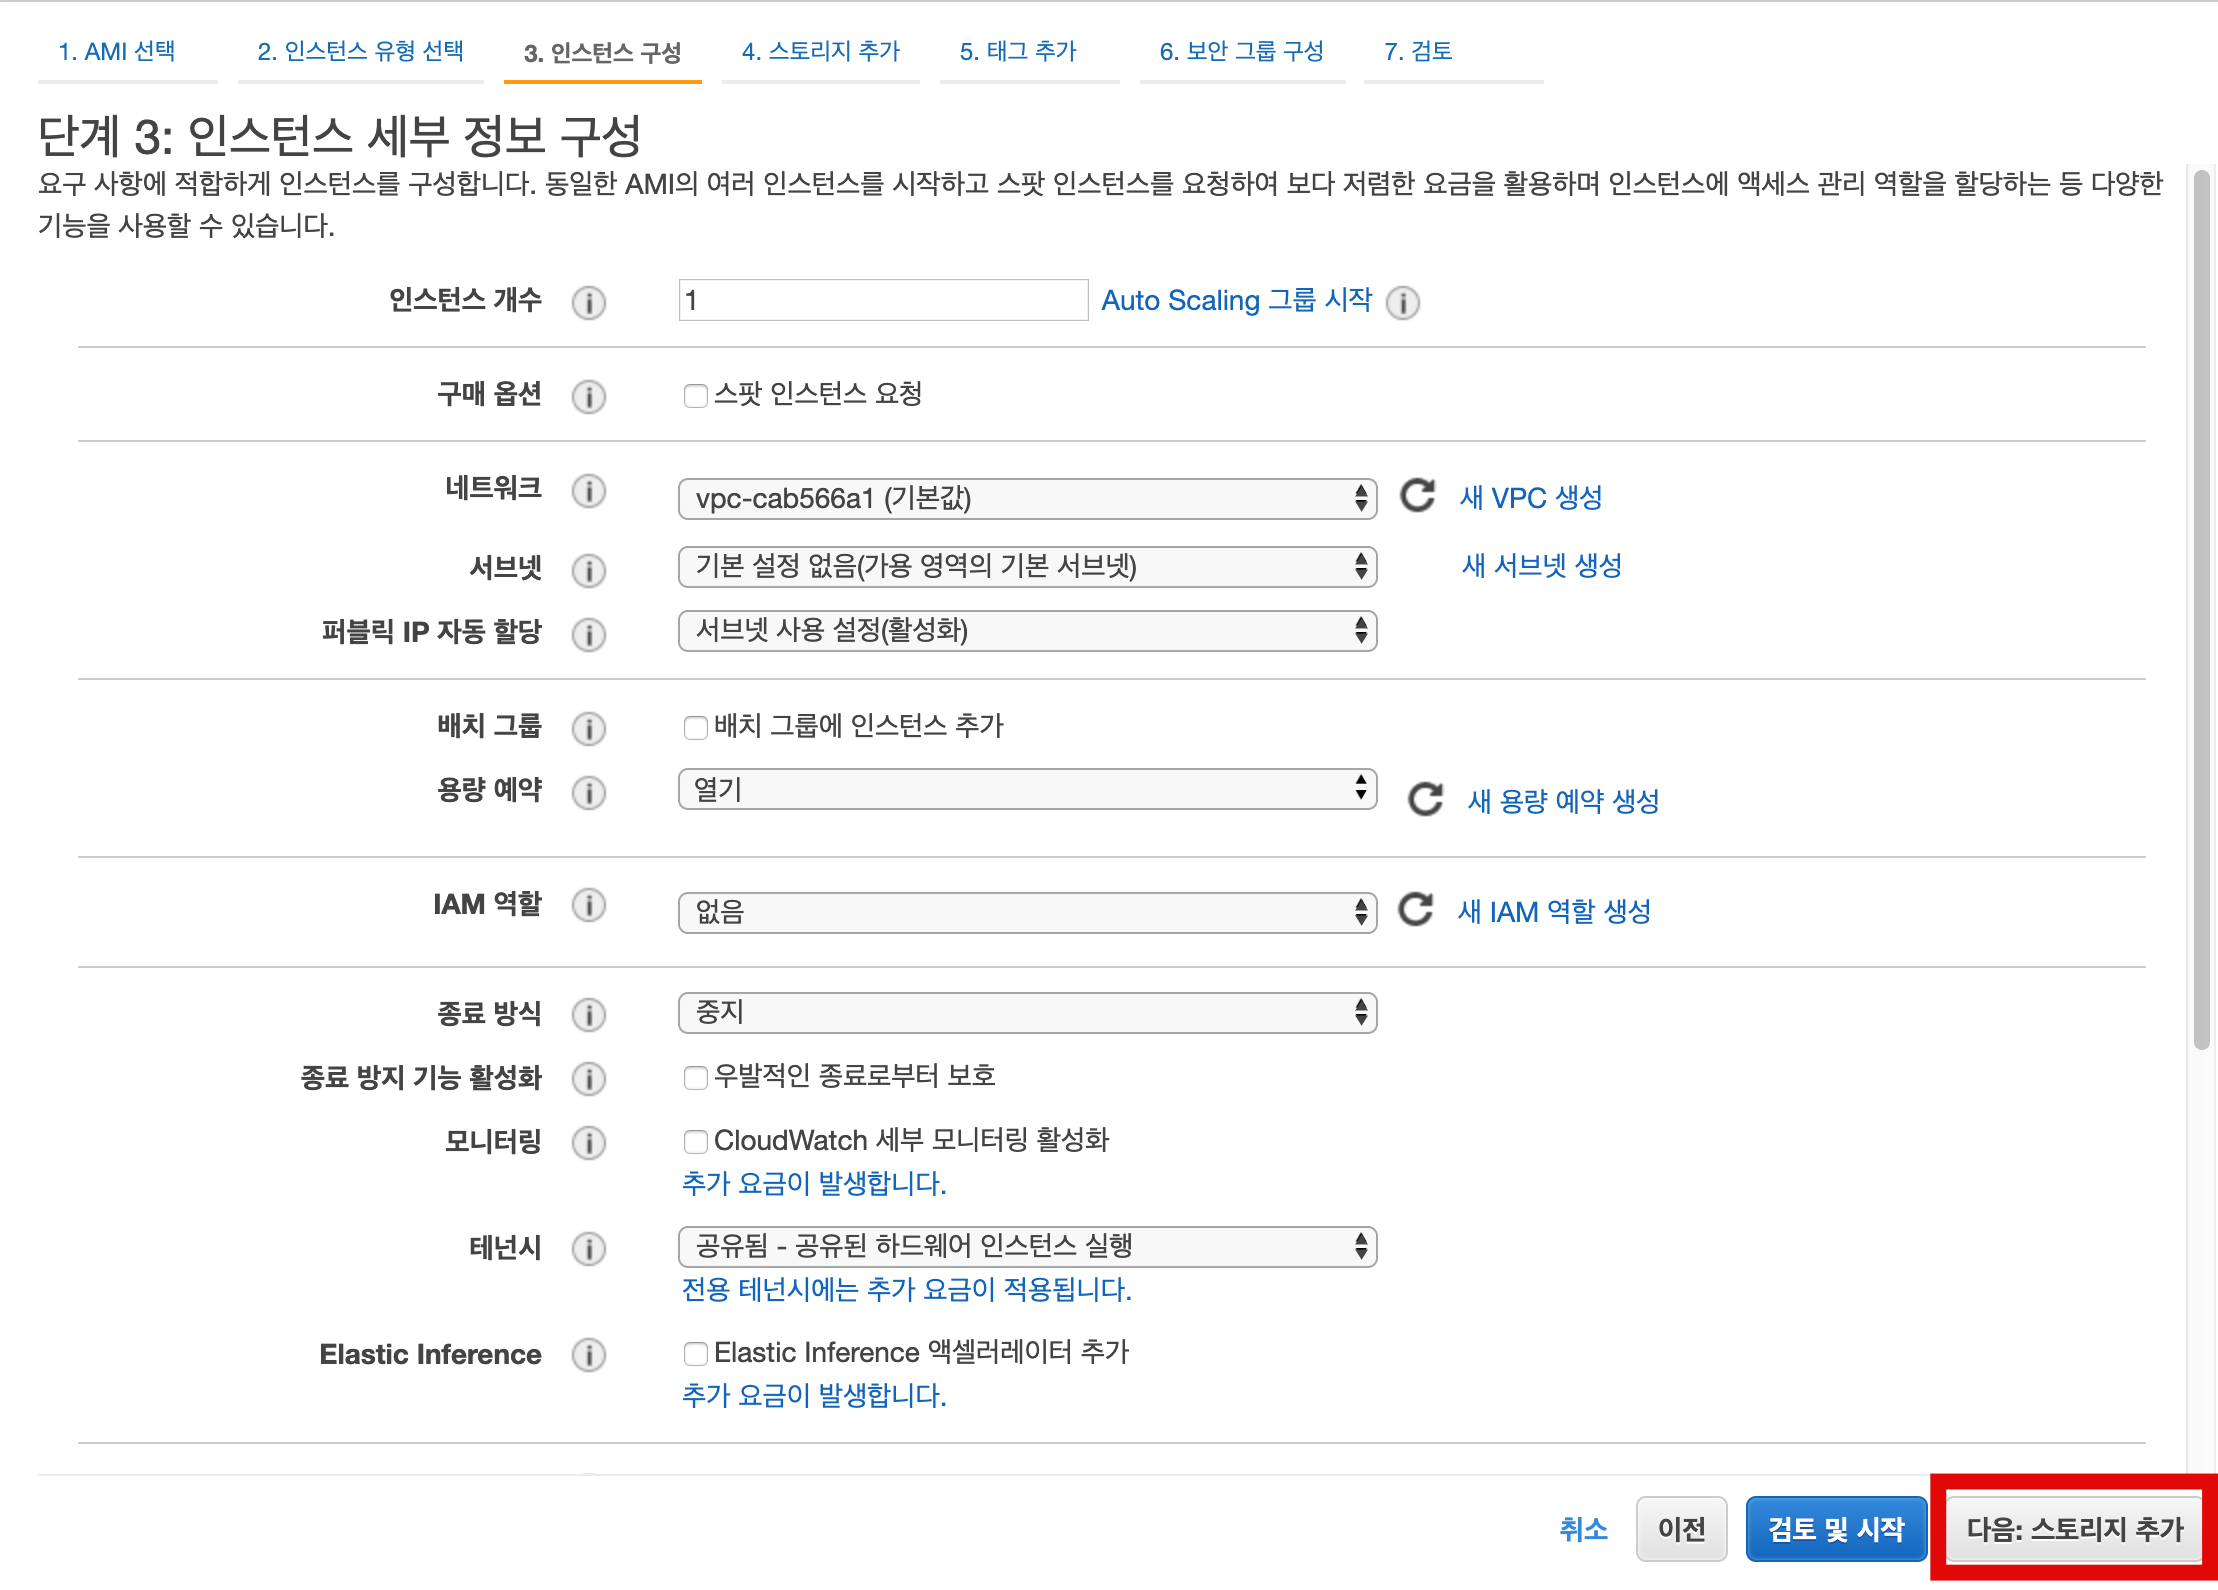 1. AMI 선택
2. 인스턴스 유형 선택
3. 인스턴스 구성
4. 스토리지 추가
5. 태그 추가
6. 보안 그룹 구성
7. 검토
단계 3: 인스턴스 세부 정보 구성
요구 사항에 적합하게 인스턴스를 구성합니다. 동일한 AMI의 여러 인스턴스를 시작하고 스팟 인스턴스를 요청하여 보다 저렴한 요금을 활용하며 인스턴스에 액세스 관리 역할을 할당하는 등 다양한
기능을 사용할 수 있습니다.
인스턴스 개수 i 1 Auto Scaling 그룹 시작 i
구매 옵션 i 스팟 인스턴스 요청
네트워크 i vpc-cab566a1 (기본값) 새 VPC 생성
서브넷 i 기본 설정 없음(가용 영역의 기본 서브넷) 새 서브넷 생성
퍼블릭 IP 자동 할당 i 서브넷 사용 설정(활성화)
배치 그룹 i 배치 그룹에 인스턴스 추가
용량 예약 i 열기 새 용량 예약 생성
IAM 역할 i 없음 새 IAM 역할 생성
종료 방식 i 중지
종료 방지 기능 활성화 i 우발적인 종료로부터 보호
모니터링 i CloudWatch 세부 모니터링 활성화
추가 요금이 발생합니다.
테넌시 i 공유됨 - 공유된 하드웨어 인스턴스 실행
전용 테넌시에는 추가 요금이 적용됩니다.
Elastic Inference i Elastic Inference 액셀러레이터 추가
추가 요금이 발생합니다.
취소 이전 검토 및 시작 다음: 스토리지 추가